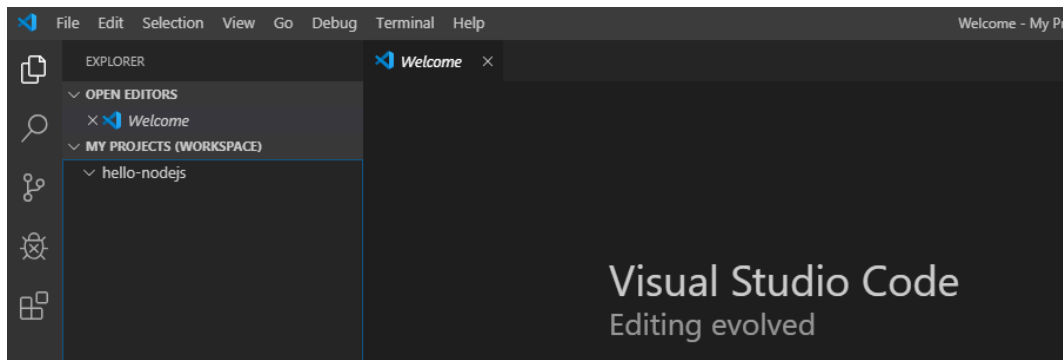 File Edit Selection View Go Debug Terminal Help
Welcome - My Pr
EXPLORER
Welcome
OPEN EDITORS
Welcome
MY PROJECTS (WORKSPACE)
hello-nodejs
Visual Studio Code
Editing evolved